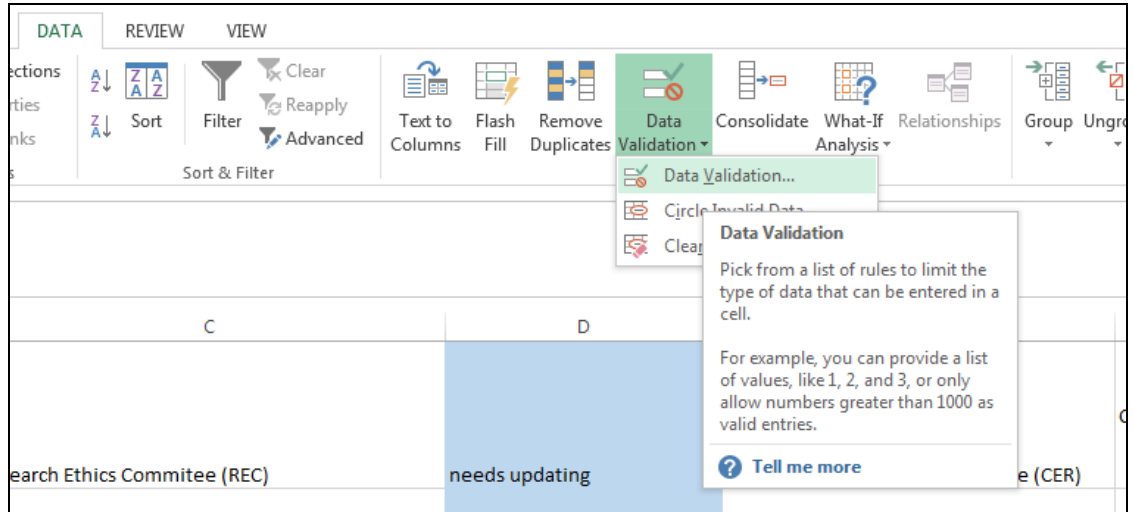 DATA REVIEW VIEW
Clear
Reapply
Advanced
Sort
Filter
Text to
Columns
Flash
Fill
Remove
Duplicates
Data
Validation
Consolidate
What-If
Analysis
Relationships
Group
Sort & Filter
Data Validation...
Circle Invalid Data
Data Validation
Pick from a list of rules to limit the
type of data that can be entered in a
cell.
For example, you can provide a list
of values, like 1, 2, and 3, or only
allow numbers greater than 1000 as
valid entries.
Tell me more
C D
earch Ethics Commitee (REC) needs updating e (CER)